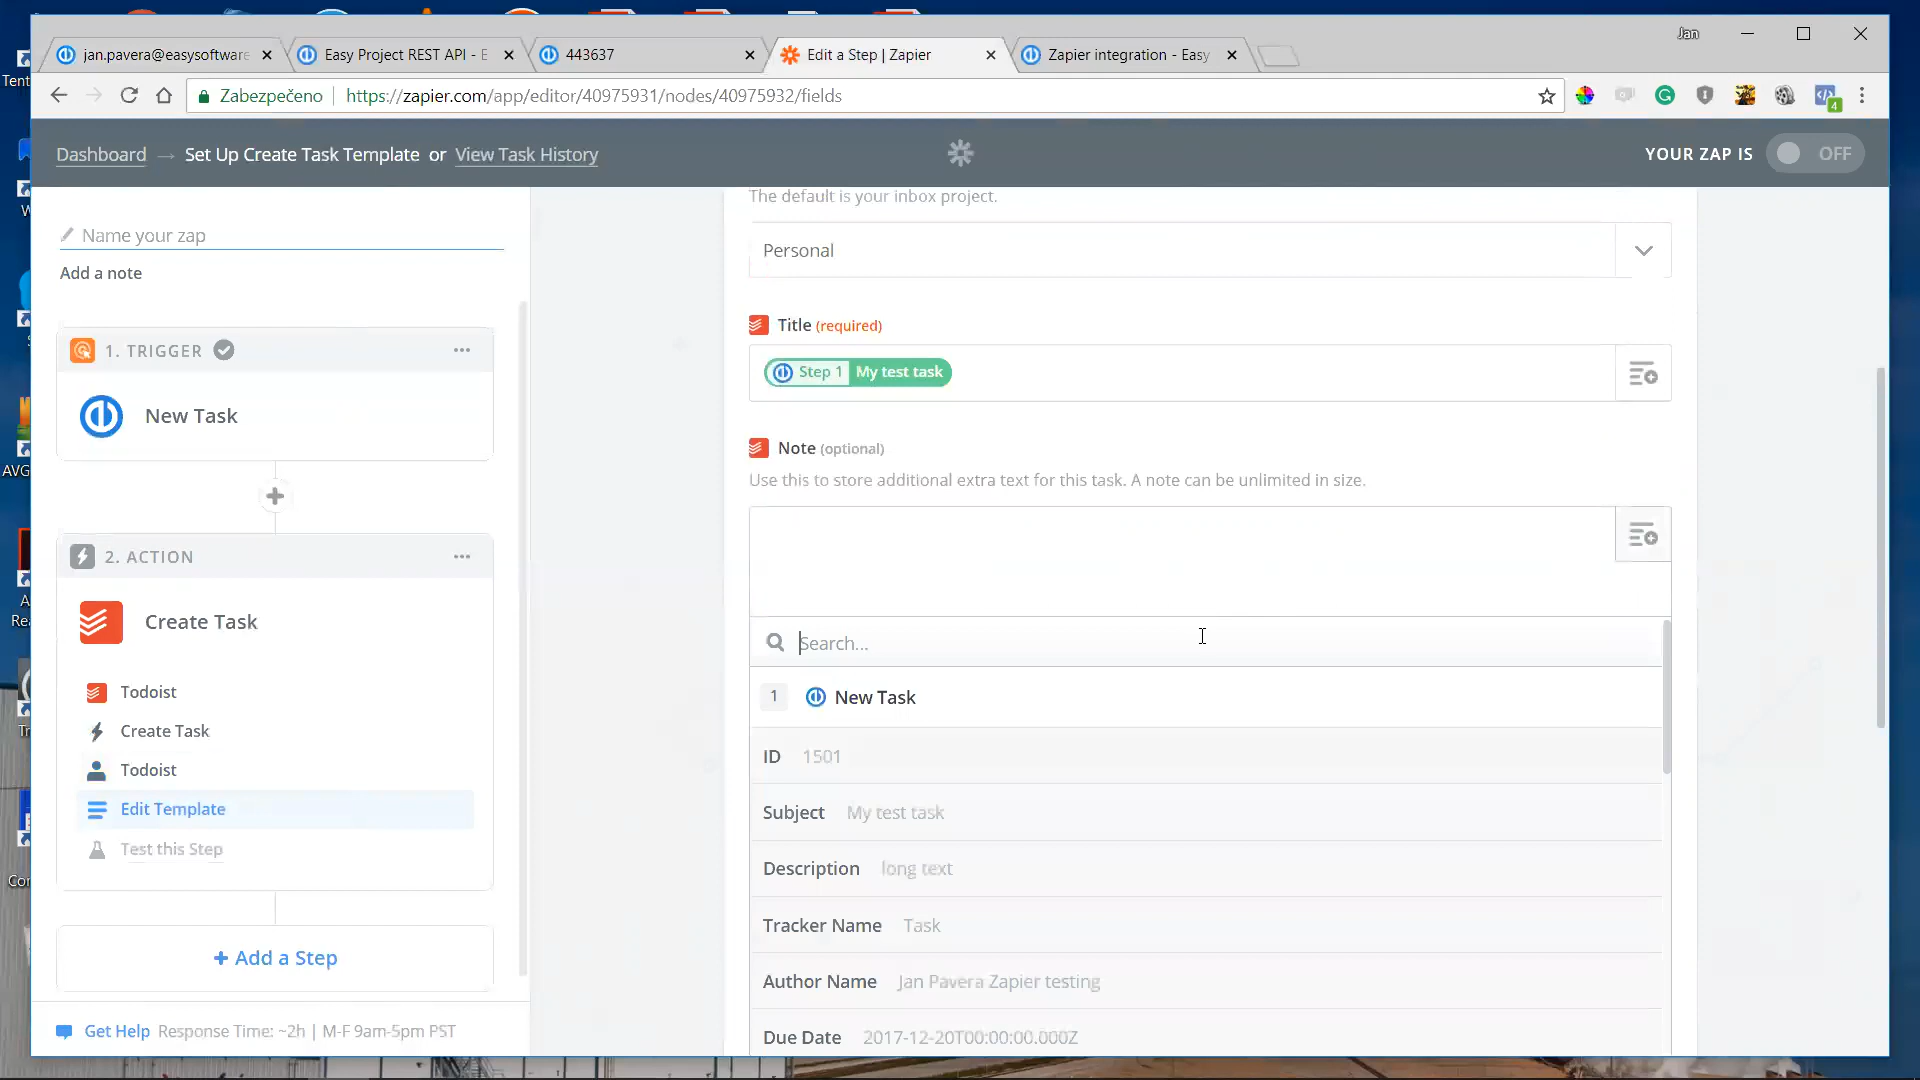 Jan
jan.pavera@easysoftware
Easy Project REST API - E
443637
Edit a Step | Zapier
Zapier integration - Easy
Zabezpečeno
https://zapier.com/app/editor/40975931/nodes/40975932/fields
4
Dashboard → Set Up Create Task Template or View Task History
YOUR ZAP IS OFF
Tent
W
AVG
A
Rea
Tr
Con
Name your zap
Add a note
1. TRIGGER
New Task
2. ACTION
Create Task
Todoist
Create Task
Todoist
Edit Template
Test this Step
+ Add a Step
Get Help Response Time: ~2h | M-F 9am-5pm PST
The default is your inbox project.
Personal
Title (required)
Step 1 My test task
Note (optional)
Use this to store additional extra text for this task. A note can be unlimited in size.
Search...
1 New Task
ID 1501
Subject My test task
Description long text
Tracker Name Task
Author Name Jan Pavera Zapier testing
Due Date 2017-12-20T00:00:00.000Z